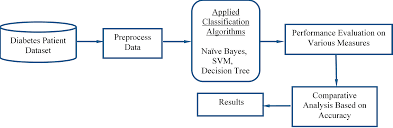 Diabetes Patient
Dataset
Preprocess
Data
Applied
Classification
Algorithms
Naïve Bayes,
SVM,
Decision Tree
Performance Evaluation on
Various Measures
Comparative
Analysis Based on
Accuracy
Results